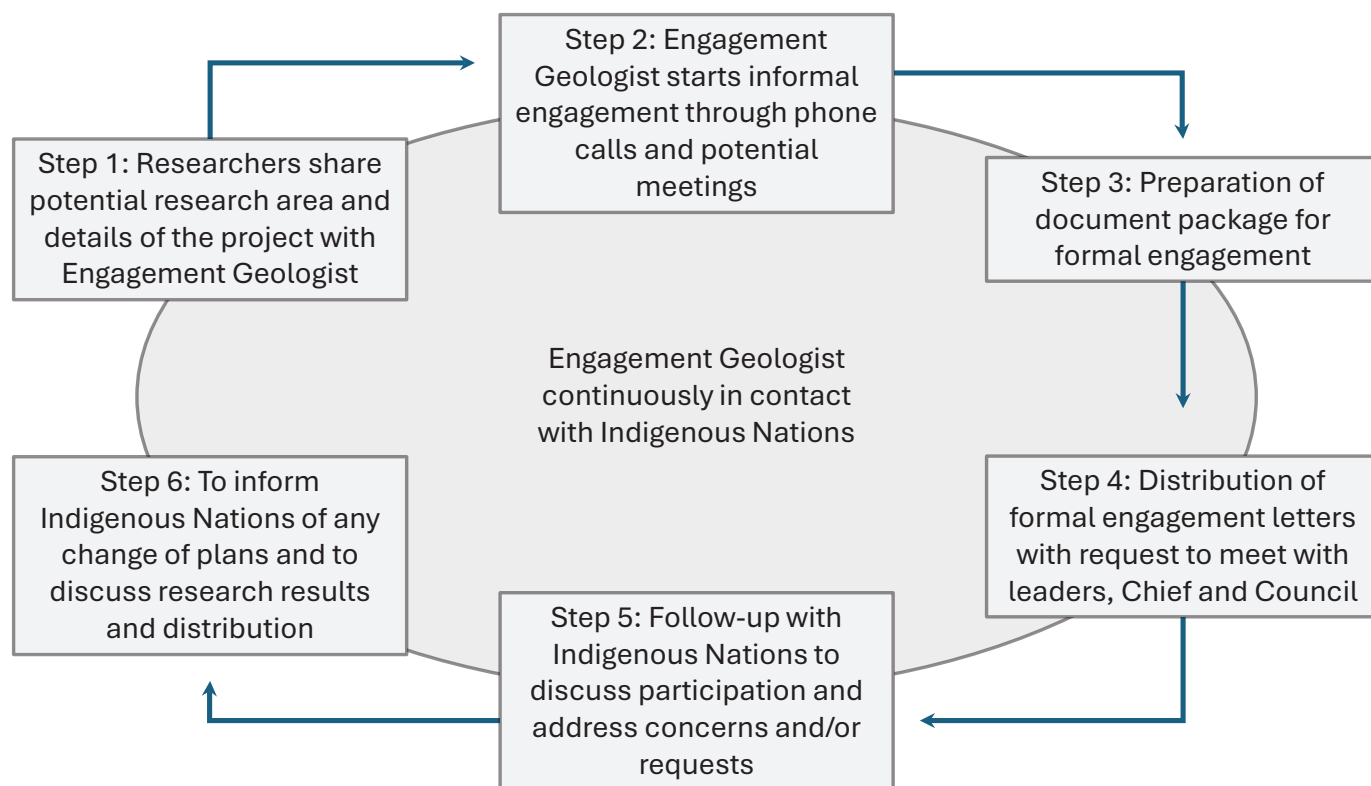 Step 1: Researchers share
potential research area and
details of the project with
Engagement Geologist
Step 2: Engagement
Geologist starts informal
engagement through phone
calls and potential
meetings
Step 3: Preparation of
document package for
formal engagement
Step 4: Distribution of
formal engagement letters
with request to meet with
leaders, Chief and Council
Step 5: Follow-up with
Indigenous Nations to
discuss participation and
address concerns and/or
requests
Step 6: To inform
Indigenous Nations of any
change of plans and to
discuss research results
and distribution
Engagement Geologist
continuously in contact
with Indigenous Nations